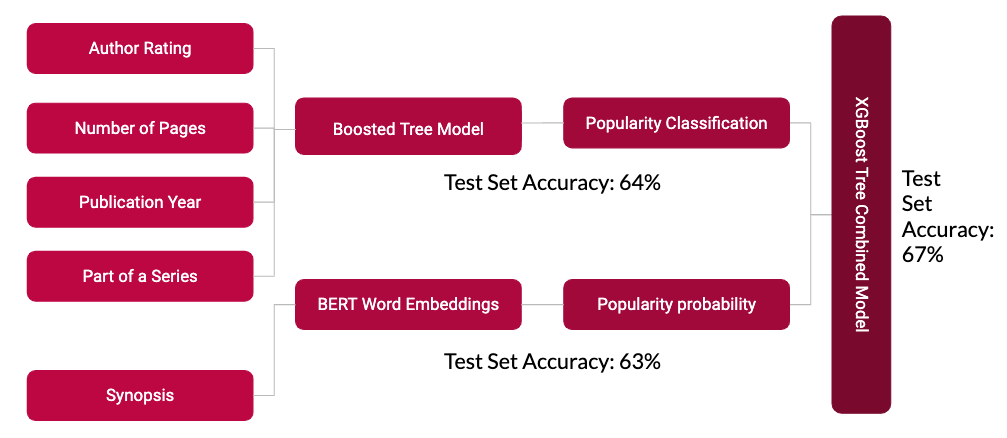 Author Rating
Number of Pages
Publication Year
Part of a Series
Synopsis
Boosted Tree Model
Popularity Classification
Test Set Accuracy: 64%
BERT Word Embeddings
Popularity probability
Test Set Accuracy: 63%
XGBoost Tree Combined Model
Test
Set
Accuracy:
67%